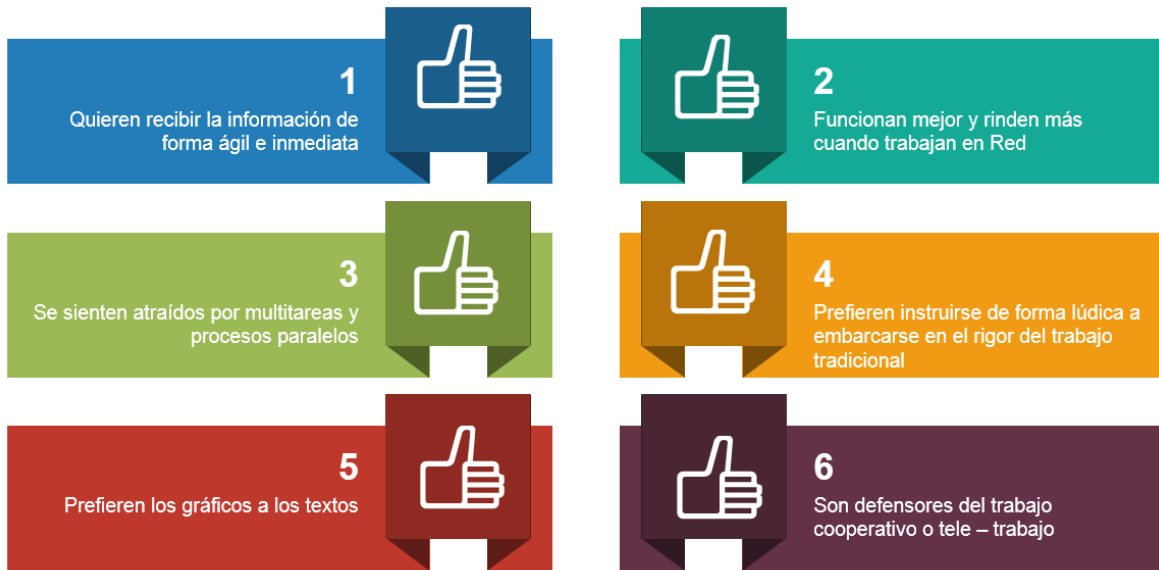 1
Quieren recibir la información de
forma ágil e inmediata
2
Funcionan mejor y rinden más
cuando trabajan en Red
3
Se sienten atraídos por multitareas y
procesos paralelos
4
Prefieren instruirse de forma lúdica a
embarcarse en el rigor del trabajo
tradicional
5
Prefieren los gráficos a los textos
6
Son defensores del trabajo
cooperativo o tele – trabajo